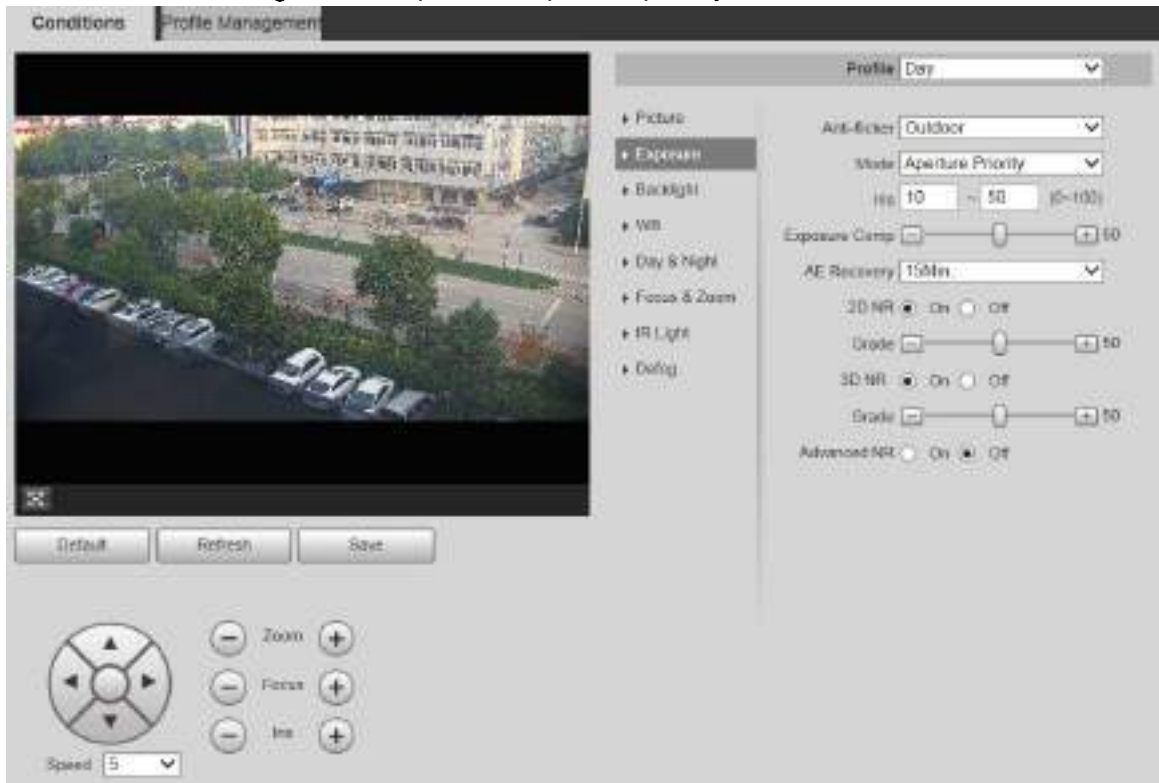 Conditions
Profile Management
Profile Day
Picture
Exposure
Backlight
WB
Day & Night
Focus & Zoom
IR Light
Defog
Anti-flicker Outdoor
Mode Aperture Priority
Iris 10 ~ 50 (0~100)
Exposure Comp 50
AE Recovery 15Min.
2D NR On Off
Grade 50
3D NR On Off
Grade 50
Advanced NR On Off
Default Refresh Save
Zoom
Focus
Iris
Speed 5